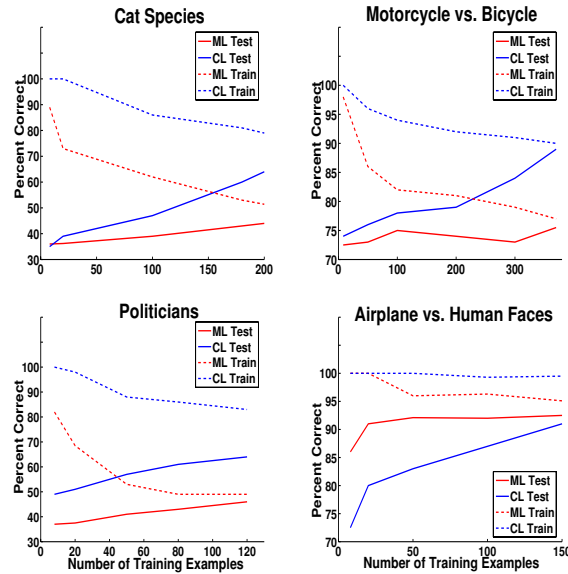 Cat Species
Percent Correct
100
90
80
70
60
50
40
30
0
50
100
150
200
ML Test
CL Test
ML Train
CL Train
Motorcycle vs. Bicycle
Percent Correct
100
95
90
85
80
75
70
0
100
200
300
ML Test
CL Test
ML Train
CL Train
Politicians
Percent Correct
100
90
80
70
60
50
40
30
0
20
40
60
80
100
120
Number of Training Examples
ML Test
CL Test
ML Train
CL Train
Airplane vs. Human Faces
Percent Correct
100
95
90
85
80
75
70
0
50
100
150
Number of Training Examples
ML Test
CL Test
ML Train
CL Train